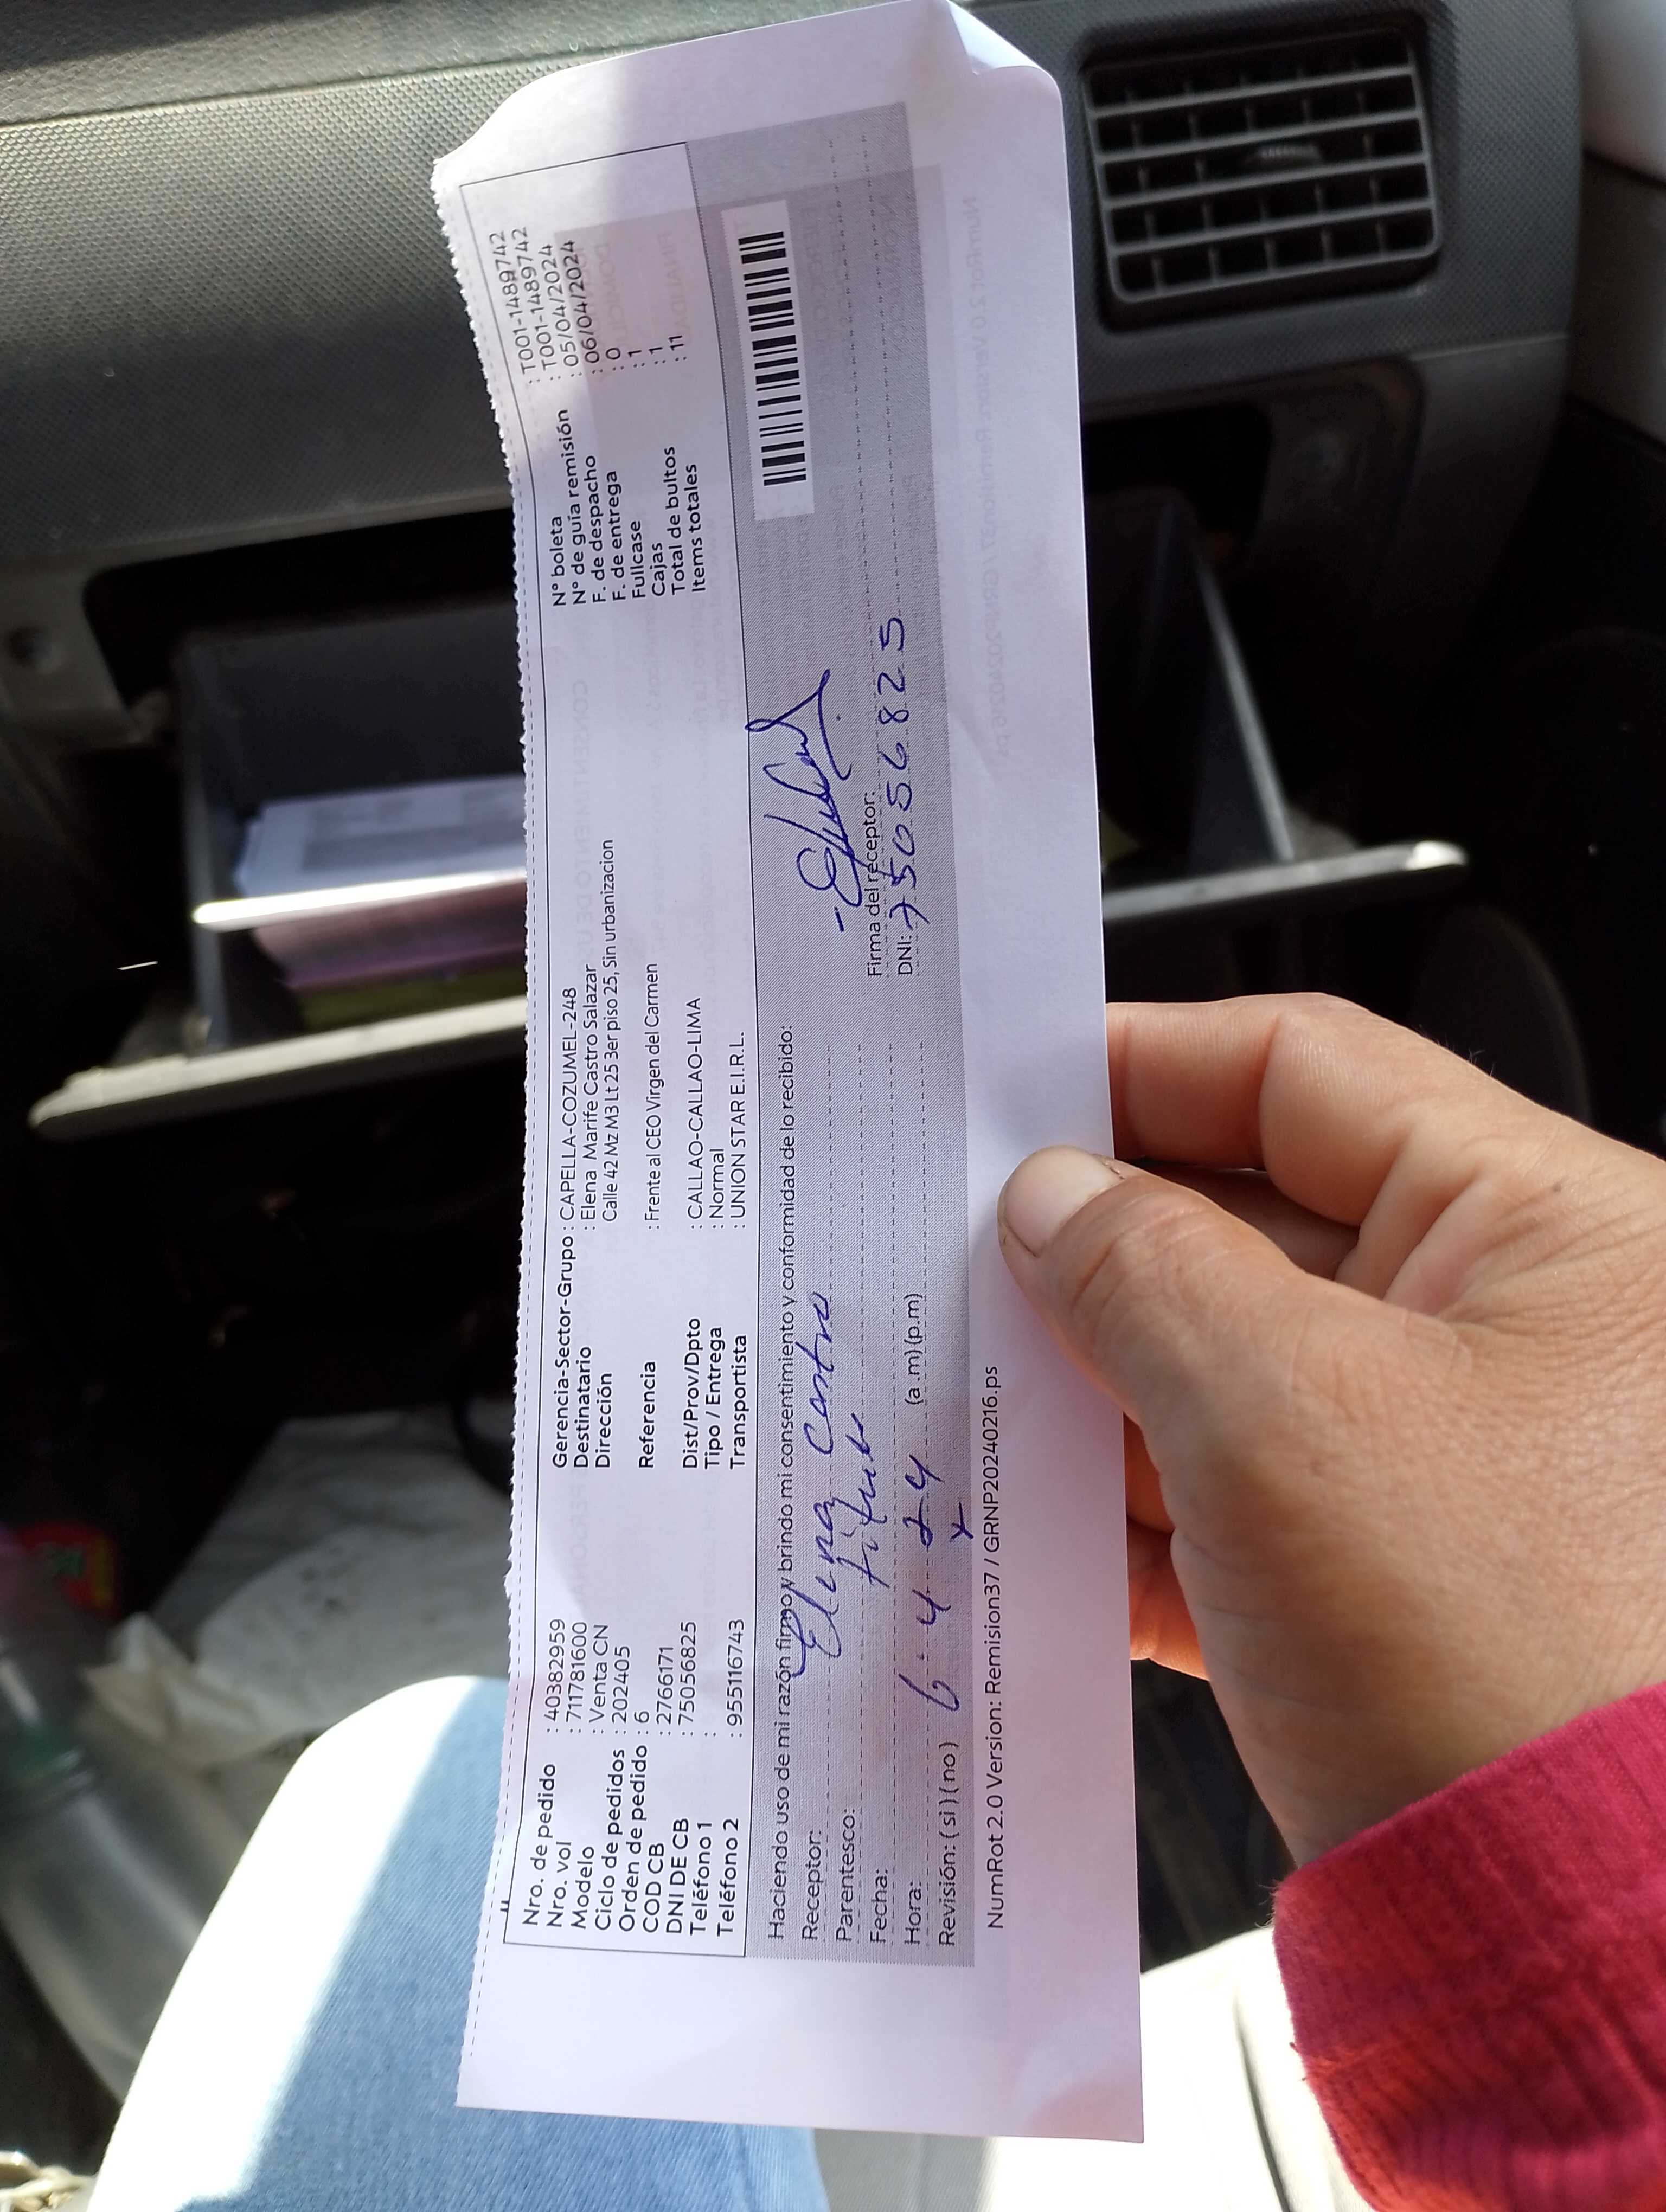 Nro. de pedido : 40382959
Nro. vol : 711781600
Modelo : Venta CN
Ciclo de pedidos : 202405
Orden de pedido : 6
COD CB : 2766171
DNI DE CB : 75056825
Teléfono 1 :
Teléfono 2 : 955116743
Gerencia-Sector-Grupo : CAPELLA-COZUMEL-248
Destinatario : Elena Marife Castro Salazar
Dirección Calle 42 Mz M3 Lt 25 3er piso 25, Sin urbanizacion
Referencia : Frente al CEO Virgen del Carmen
Dist/Prov/Dpto : CALLAO-CALLAO-LIMA
Tipo / Entrega : Normal
Transportista : UNION STAR E.I.R.L.
N° boleta : T001-1489742
N° de guía remisión : T001-1489742
F. de despacho : 05/04/2024
F. de entrega : 06/04/2024
Fullcase : 0
Cajas : 1
Total de bultos : 1
Items totales : 11
Haciendo uso de mi razón firmo y brindo mi consentimiento y conformidad de lo recibido:
Receptor: Elena Castro
Parentesco:
Fecha: 6 4 24
Hora: (a.m)(p.m)
Revisión: (si) (no) x
Firma del receptor:
DNI: 75056825
NumRot 2.0 Version: Remision37 / GRNP20240216.ps